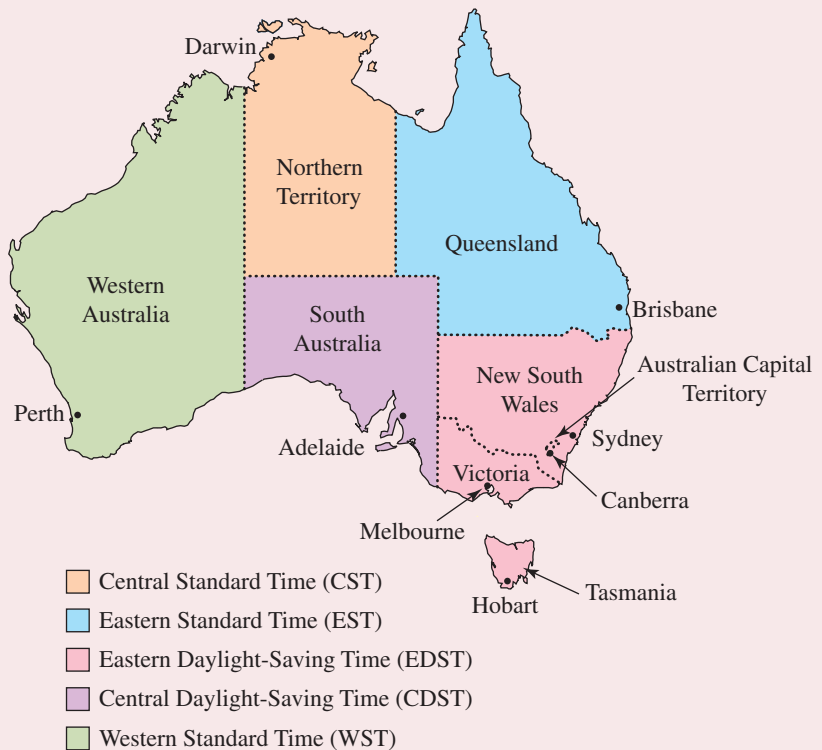 Darwin
Northern
Territory
Queensland
Western
Australia
South
Australia
Brisbane
New South
Wales
Australian Capital
Territory
Perth
Adelaide
Sydney
Victoria
Canberra
Melbourne
Hobart
Tasmania
Central Standard Time (CST)
Eastern Standard Time (EST)
Eastern Daylight-Saving Time (EDST)
Central Daylight-Saving Time (CDST)
Western Standard Time (WST)